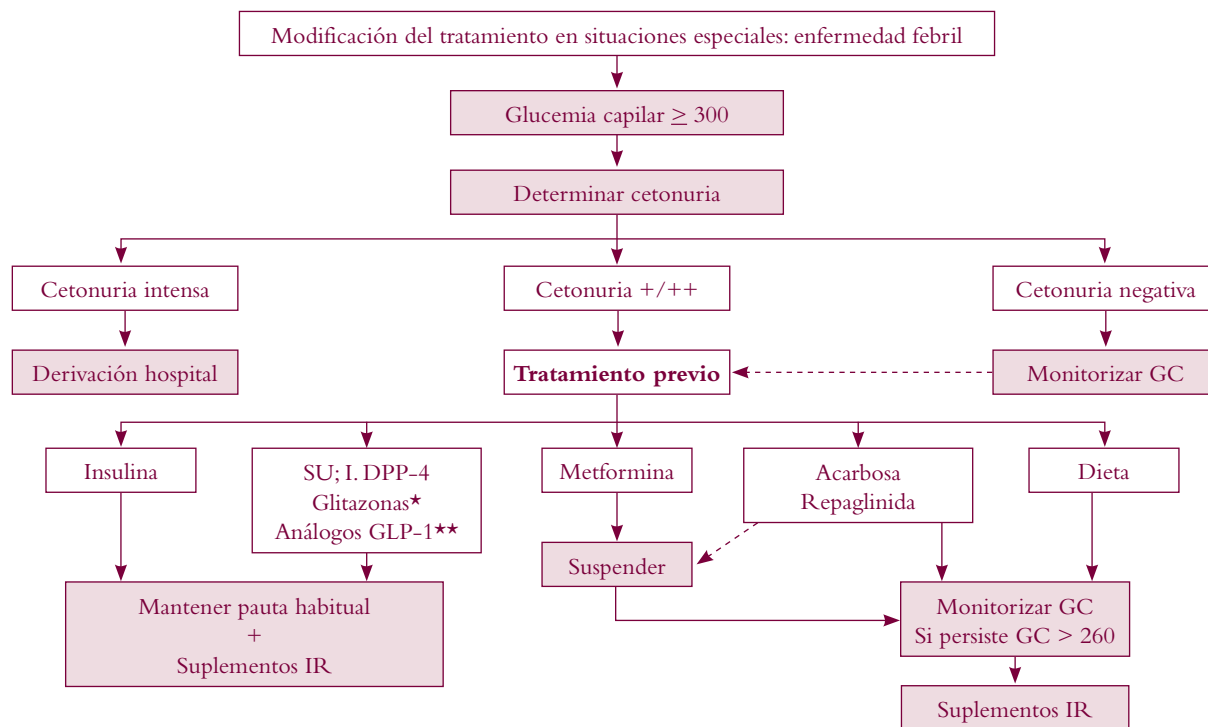 Modificación del tratamiento en situaciones especiales: enfermedad febril
Glucemia capilar ≥ 300
Determinar cetonuria
Cetonuria intensa
Cetonuria +/++
Cetonuria negativa
Derivación hospital
Tratamiento previo
Monitorizar GC
Insulina
SU; I. DPP-4
Glitazonas★
Análogos GLP-1★★
Metformina
Acarbosa
Repaglinida
Dieta
Suspender
Mantener pauta habitual
+
Suplementos IR
Monitorizar GC
Si persiste GC > 260
Suplementos IR